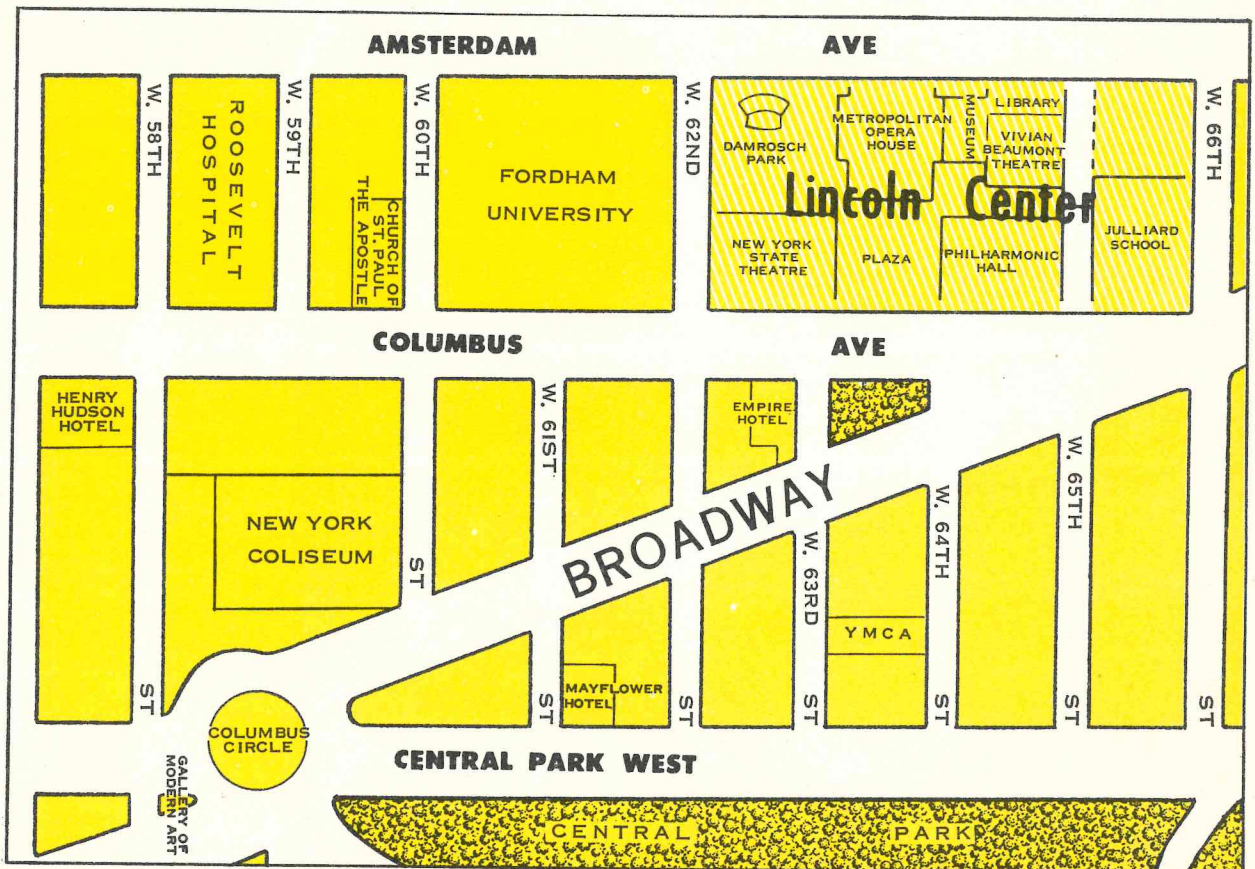 AMSTERDAM AVE
W. 58TH
ROOSEVELT
HOSPITAL
W. 59TH
CHURCH OF
ST. PAUL
THE APOSTLE
W. 60TH
FORDHAM
UNIVERSITY
W. 62ND
DAMROSCH
PARK
METROPOLITAN
OPERA
HOUSE
MUSEUM
LIBRARY
VIVIAN
BEAUMONT
THEATRE
W. 66TH
Lincoln Center
NEW YORK
STATE
THEATRE
PLAZA
PHILHARMONIC
HALL
JULLIARD
SCHOOL
COLUMBUS AVE
HENRY
HUDSON
HOTEL
W. 61ST
EMPIRE
HOTEL
NEW YORK
COLISEUM
ST
BROADWAY
W. 63RD
W. 64TH
W. 65TH
YMCA
ST
MAYFLOWER
HOTEL
ST
ST
ST
ST
ST
ST
COLUMBUS
CIRCLE
CENTRAL PARK WEST
GALLERY OF
MODERN ART
CENTRAL PARK